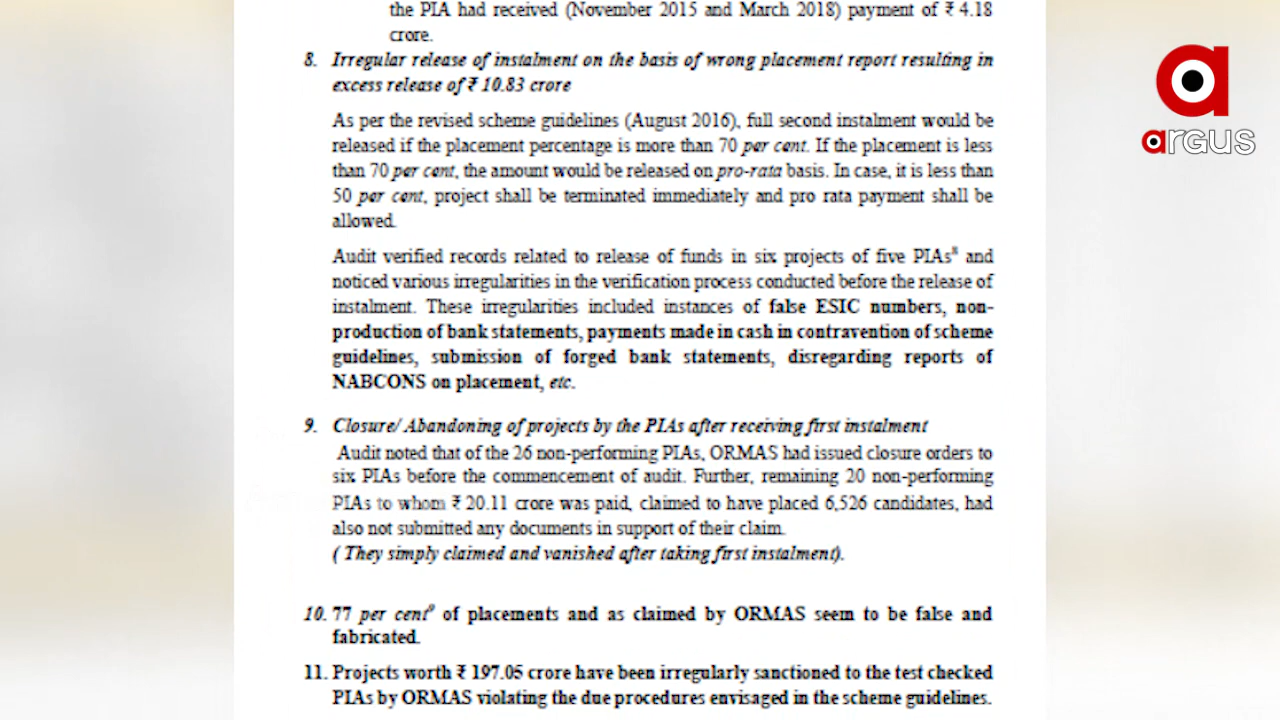 the PIA had received (November 2015 and March 2018) payment of ₹ 4.18
crore.
8. Irregular release of instalment on the basis of wrong placement report resulting in
excess release of ₹ 10.83 crore
As per the revised scheme guidelines (August 2016), full second instalment would be
released if the placement percentage is more than 70 per cent. If the placement is less
than 70 per cent, the amount would be released on pro-rata basis. In case, it is less than
50 per cent, project shall be terminated immediately and pro rata payment shall be
allowed.
Audit verified records related to release of funds in six projects of five PIAs⁸ and
noticed various irregularities in the verification process conducted before the release of
instalment. These irregularities included instances of false ESIC numbers, non-
production of bank statements, payments made in cash in contravention of scheme
guidelines, submission of forged bank statements, disregarding reports of
NABCONS on placement, etc.
9. Closure/ Abandoning of projects by the PIAs after receiving first instalment
Audit noted that of the 26 non-performing PIAs, ORMAS had issued closure orders to
six PIAs before the commencement of audit. Further, remaining 20 non-performing
PIAs to whom ₹ 20.11 crore was paid, claimed to have placed 6,526 candidates, had
also not submitted any documents in support of their claim.
( They simply claimed and vanished after taking first instalment).
10. 77 per cent⁹ of placements and as claimed by ORMAS seem to be false and
fabricated.
11. Projects worth ₹ 197.05 crore have been irregularly sanctioned to the test checked
PIAs by ORMAS violating the due procedures envisaged in the scheme guidelines.
argus